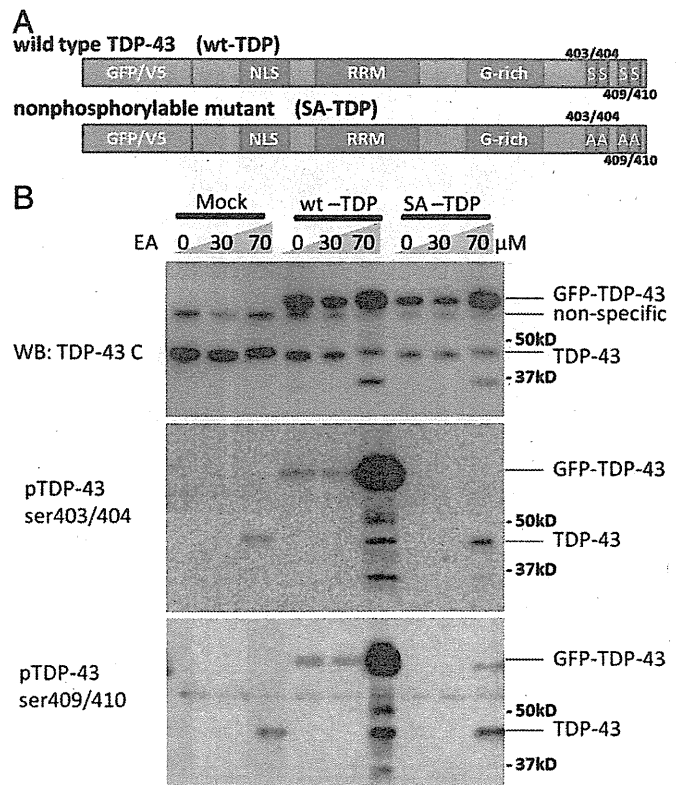 A
wild type TDP-43 (wt-TDP)
403/404
GFP/V5 NLS RRM G-rich S S S S
409/410
nonphosphorylable mutant (SA-TDP)
403/404
GFP/V5 NLS RRM G-rich AA AA
409/410
B
Mock wt –TDP SA –TDP
EA 0 30 70 0 30 70 0 30 70 μM
GFP-TDP-43
non-specific
- 50kD
WB: TDP-43 C
TDP-43
- 37kD
GFP-TDP-43
pTDP-43
ser403/404
- 50kD
TDP-43
- 37kD
GFP-TDP-43
pTDP-43
ser409/410
- 50kD
TDP-43
- 37kD